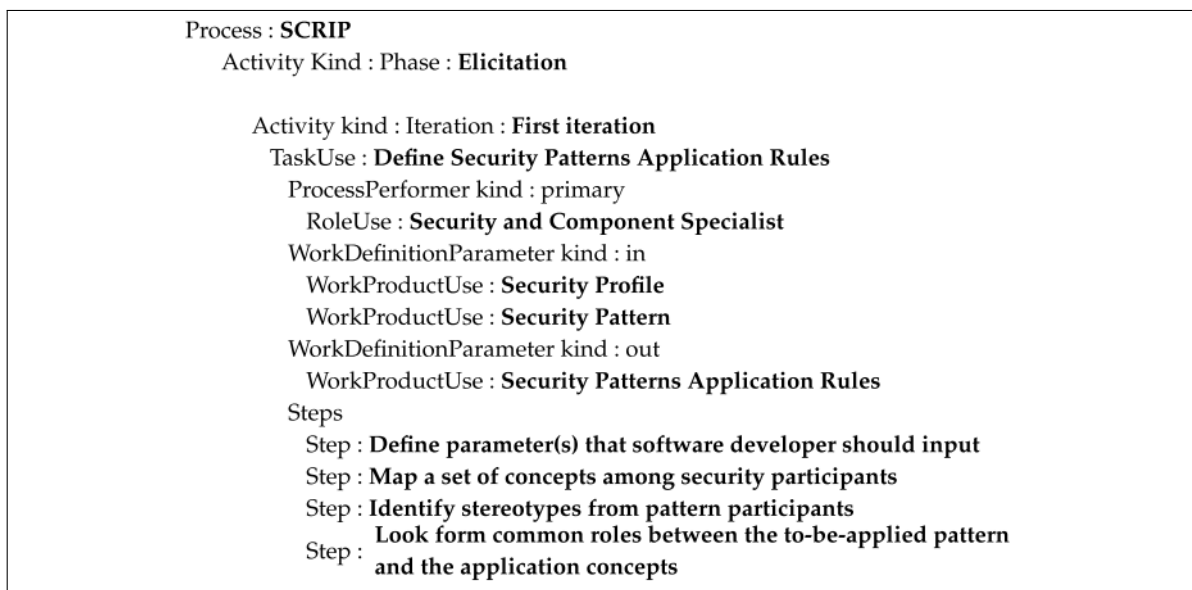 Process : SCRIP
Activity Kind : Phase : Elicitation
Activity kind : Iteration : First iteration
TaskUse : Define Security Patterns Application Rules
ProcessPerformer kind : primary
RoleUse : Security and Component Specialist
WorkDefinitionParameter kind : in
WorkProductUse : Security Profile
WorkProductUse : Security Pattern
WorkDefinitionParameter kind : out
WorkProductUse : Security Patterns Application Rules
Steps
Step : Define parameter(s) that software developer should input
Step : Map a set of concepts among security participants
Step : Identify stereotypes from pattern participants
Step : Look form common roles between the to-be-applied pattern
and the application concepts